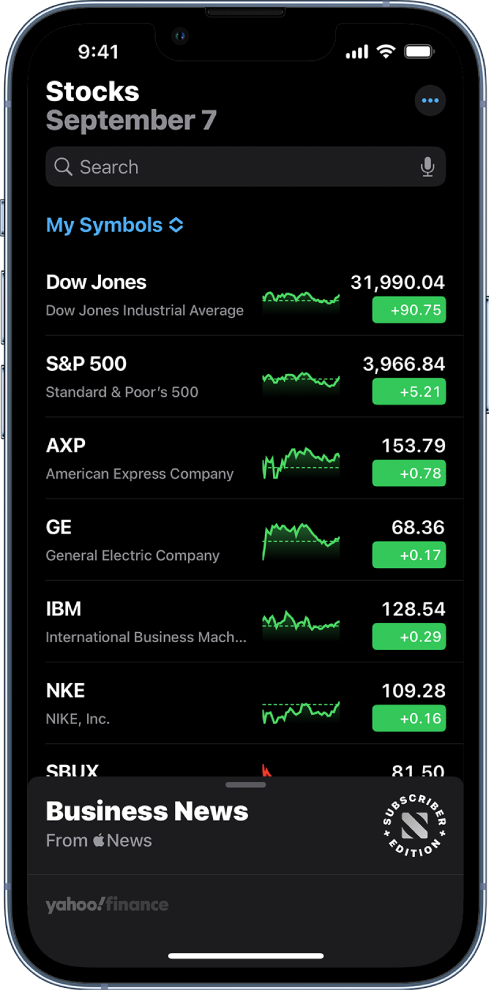 9:41
Stocks
September 7
Search
My Symbols
Dow Jones 31,990.04
Dow Jones Industrial Average +90.75
S&P 500 3,966.84
Standard & Poor's 500 +5.21
AXP 153.79
American Express Company +0.78
GE 68.36
General Electric Company +0.17
IBM 128.54
International Business Mach... +0.29
NKE 109.28
NIKE, Inc. +0.16
SBUX 81.50
Business News
From News
SUBSCRIBER
EDITION
yahoo!finance